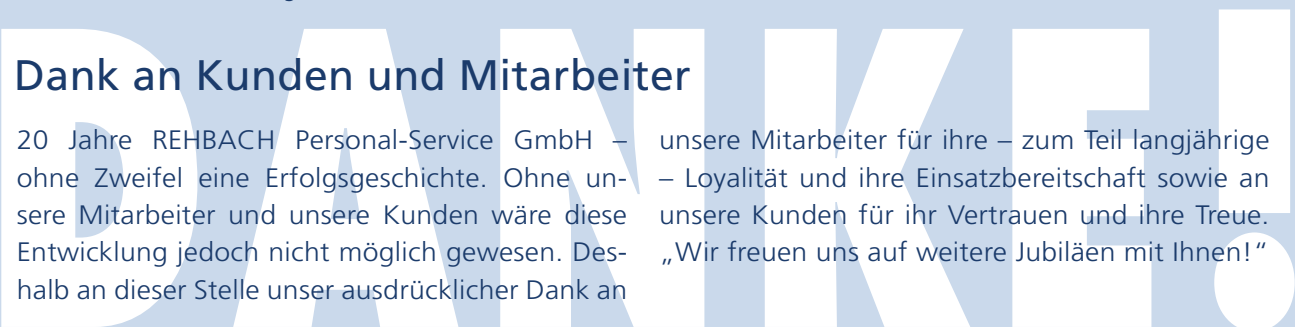 DANKE!
Dank an Kunden und Mitarbeiter
20 Jahre REHBACH Personal-Service GmbH –
ohne Zweifel eine Erfolgsgeschichte. Ohne un-
sere Mitarbeiter und unsere Kunden wäre diese
Entwicklung jedoch nicht möglich gewesen. Des-
halb an dieser Stelle unser ausdrücklicher Dank an
unsere Mitarbeiter für ihre – zum Teil langjährige
– Loyalität und ihre Einsatzbereitschaft sowie an
unsere Kunden für ihr Vertrauen und ihre Treue.
„Wir freuen uns auf weitere Jubiläen mit Ihnen!“